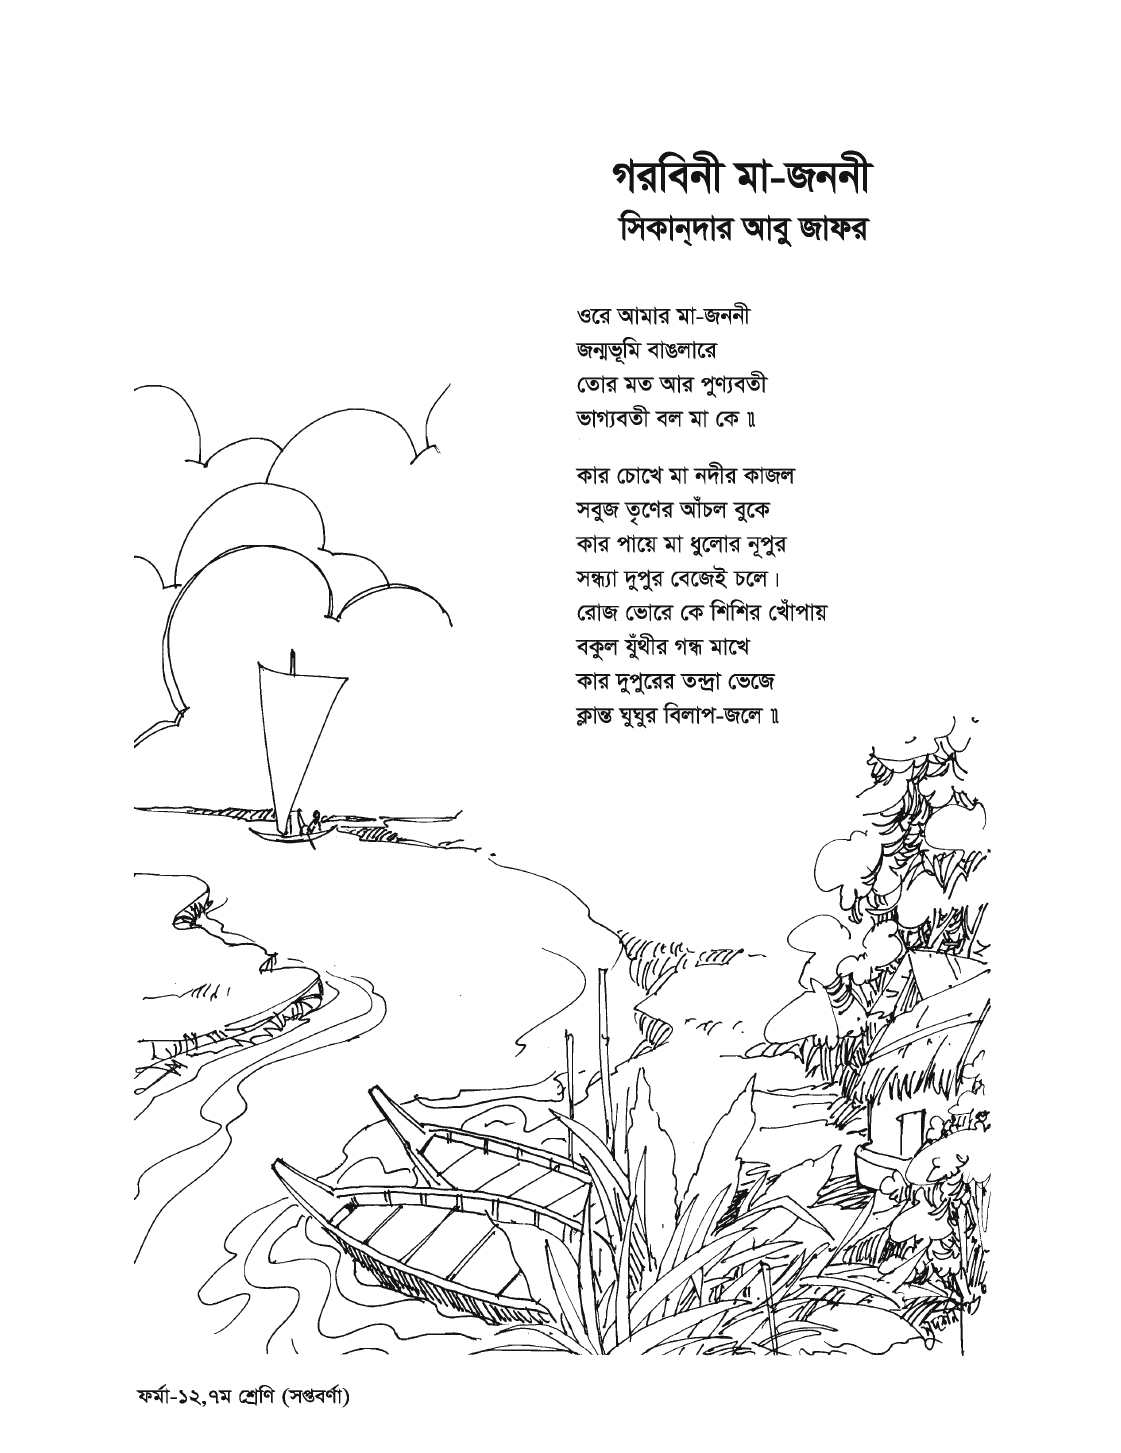 গরবিনী মা-জননী
সিকান্‌দার আবু জাফর
ওরে আমার মা-জননী
জন্মভূমি বাঙলারে
তোর মত আর পুণ্যবতী
ভাগ্যবতী বল মা কে ॥
কার চোখে মা নদীর কাজল
সবুজ তৃণের আঁচল বুকে
কার পায়ে মা ধুলোর নূপুর
সন্ধ্যা দুপুর বেজেই চলে।
রোজ ভোরে কে শিশির খোঁপায়
বকুল যুঁথীর গন্ধ মাখে
কার দুপুরের তন্দ্রা ভেজে
ক্লান্ত ঘুঘুর বিলাপ-জলে ॥
ফর্মা-১২,৭ম শ্রেণি (সপ্তবর্ণা)